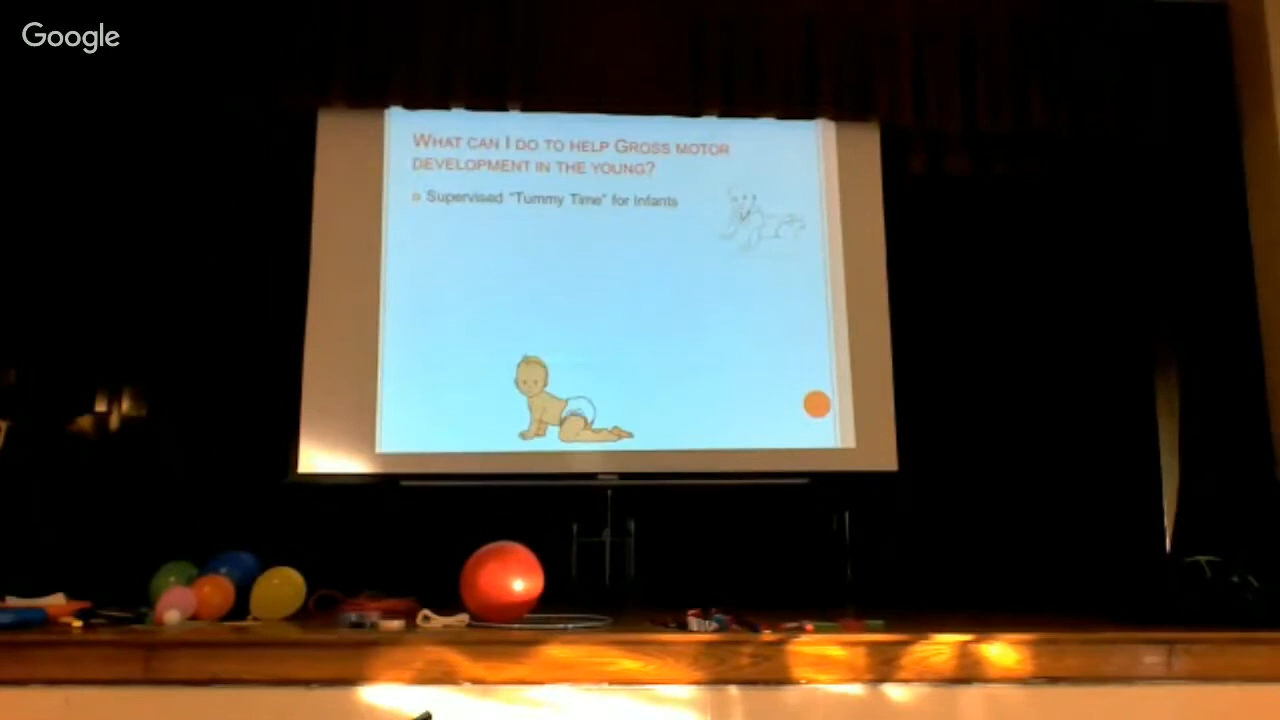 Google
WHAT CAN I DO TO HELP GROSS MOTOR
DEVELOPMENT IN THE YOUNG?
Supervised "Tummy Time" for Infants